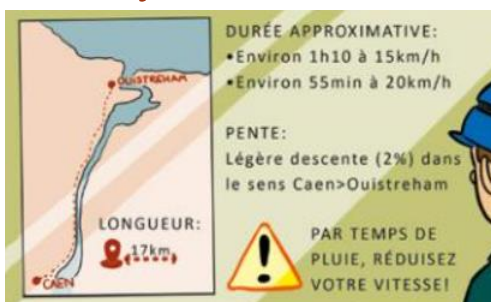 OUISTREHAM
CAEN
LONGUEUR:
17km
DURÉE APPROXIMATIVE:
•Environ 1h10 à 15km/h
•Environ 55min à 20km/h
PENTE:
Légère descente (2%) dans
le sens Caen>Ouistreham
PAR TEMPS DE
PLUIE, RÉDUISEZ
VOTRE VITESSE!